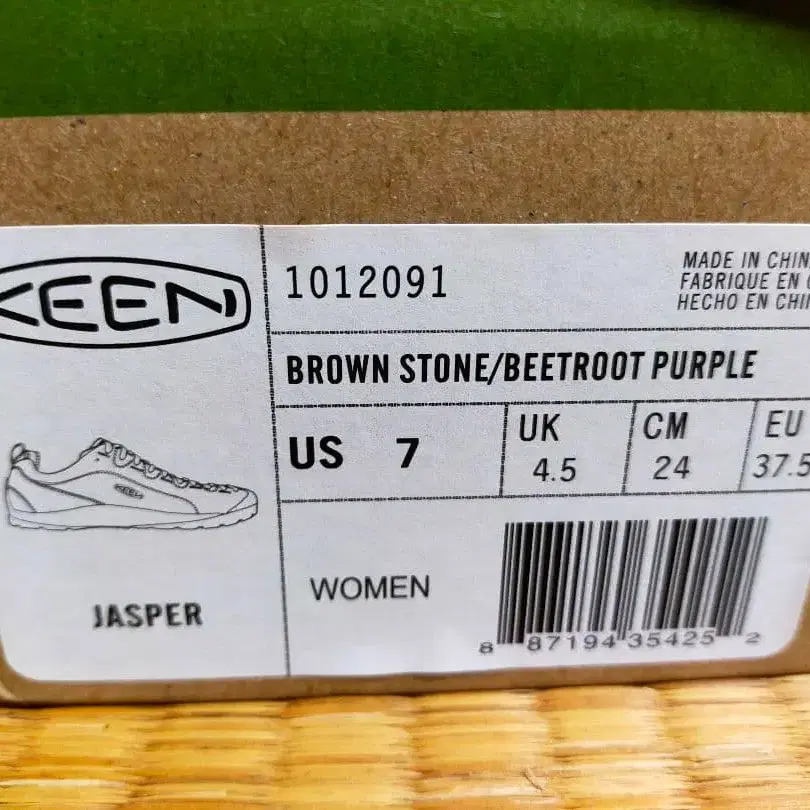 KEEN
1012091
MADE IN CHIN
FABRIQUE EN
HECHO EN CHI
BROWN STONE/BEETROOT PURPLE
US 7
UK
4.5
CM
24
EU
37.5
KEEN
JASPER
WOMEN
8 87194 35425 2